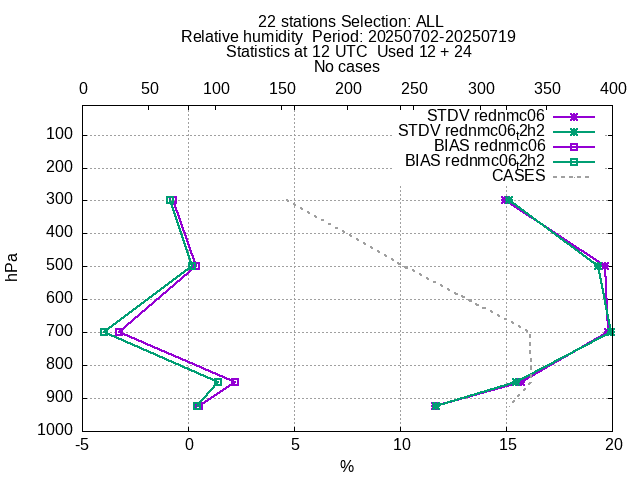 22 stations Selection: ALL
Relative humidity  Period: 20250702-20250719
Statistics at 12 UTC  Used 12 + 24
No cases
0 50 100 150 200 250 300 350 400
STDV rednmc06
STDV rednmc06t2h2
BIAS rednmc06
BIAS rednmc06t2h2
CASES
100
200
300
400
500
600
700
800
900
1000
hPa
-5 0 5 10 15 20
%